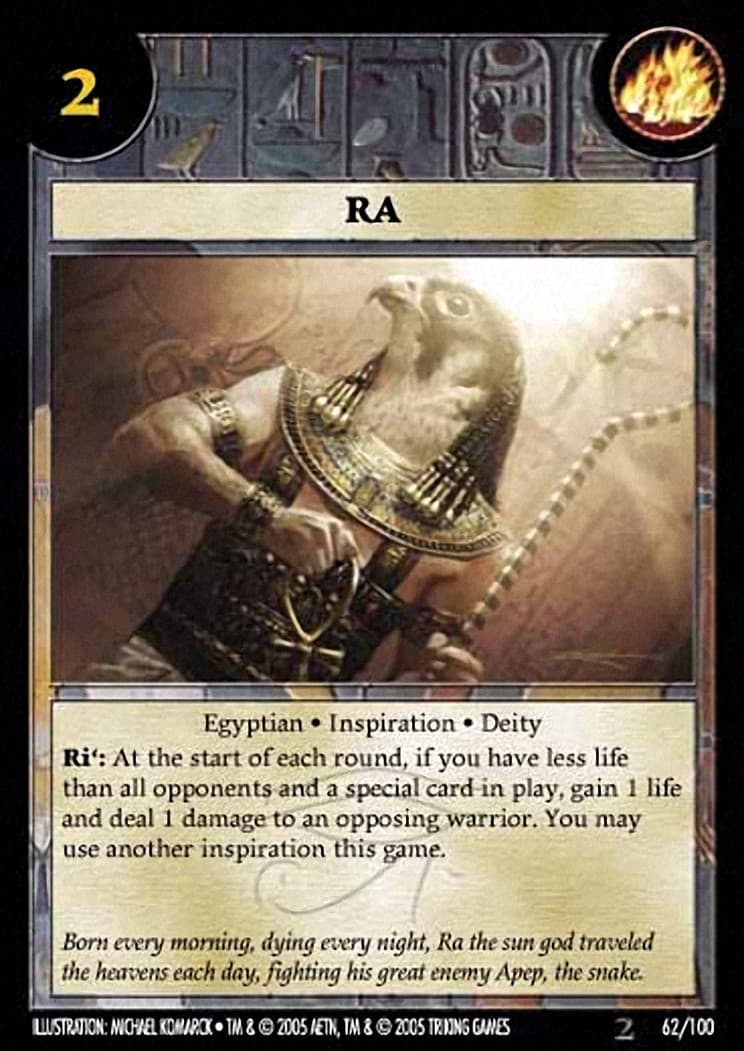 2
RA
Egyptian • Inspiration • Deity
Ri‘: At the start of each round, if you have less life
than all opponents and a special card in play, gain 1 life
and deal 1 damage to an opposing warrior. You may
use another inspiration this game.
Born every morning, dying every night, Ra the sun god traveled
the heavens each day, fighting his great enemy Apep, the snake.
ILLUSTRATION: MICHAEL KOMARCK • TM & © 2005 AETN, TM & © 2005 TRIKING GAMES
2 62/100